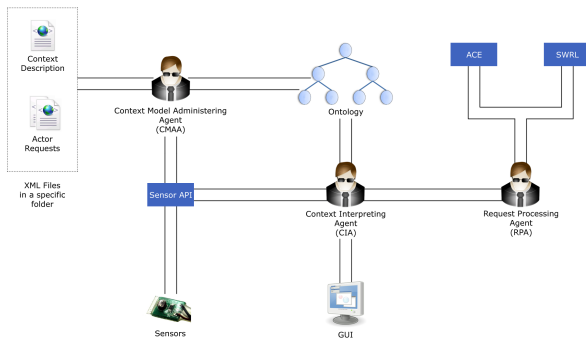 Context
Description
Actor
Requests
XML Files
in a specific
folder
Context Model Administering
Agent
(CMAA)
Ontology
ACE
SWRL
Sensor API
Context Interpreting
Agent
(CIA)
Request Processing
Agent
(RPA)
Sensors
GUI